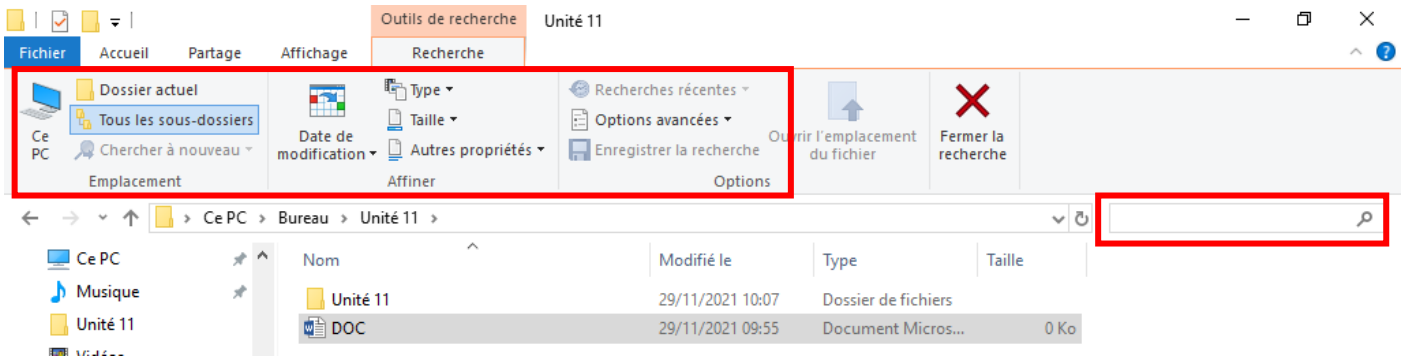 Outils de recherche Unité 11
Fichier Accueil Partage Affichage Recherche
Ce PC
Dossier actuel
Tous les sous-dossiers
Chercher à nouveau
Emplacement
Date de modification
Type
Taille
Autres propriétés
Affiner
Recherches récentes
Options avancées
Enregistrer la recherche
Options
Ouvrir l'emplacement
du fichier
Fermer la
recherche
Ce PC > Bureau > Unité 11 >
Ce PC
Musique
Unité 11
Vidéos
Nom Modifié le Type Taille
Unité 11 29/11/2021 10:07 Dossier de fichiers
DOC 29/11/2021 09:55 Document Micros... 0 Ko